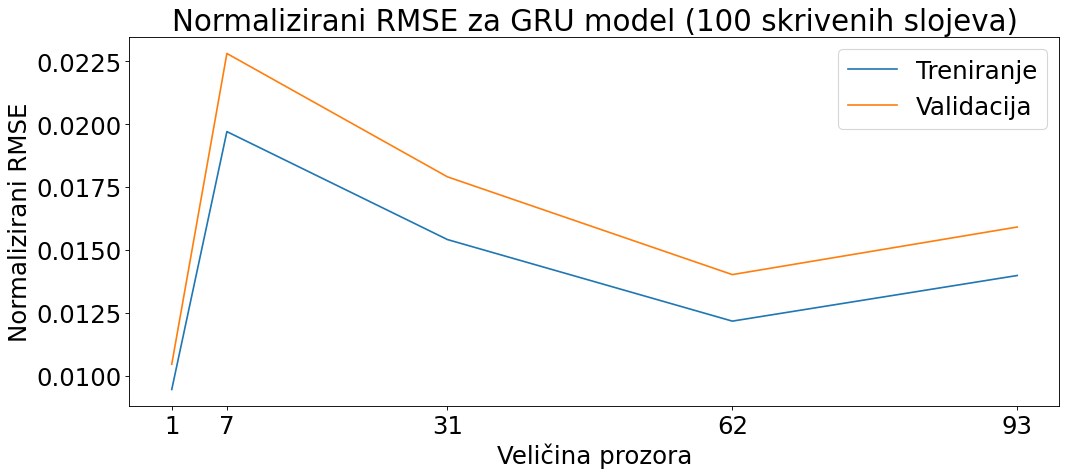 Normalizirani RMSE za GRU model (100 skrivenih slojeva)
Treniranje
Validacija
Normalizirani RMSE
0.0225
0.0200
0.0175
0.0150
0.0125
0.0100
1 7 31 62 93
Veličina prozora